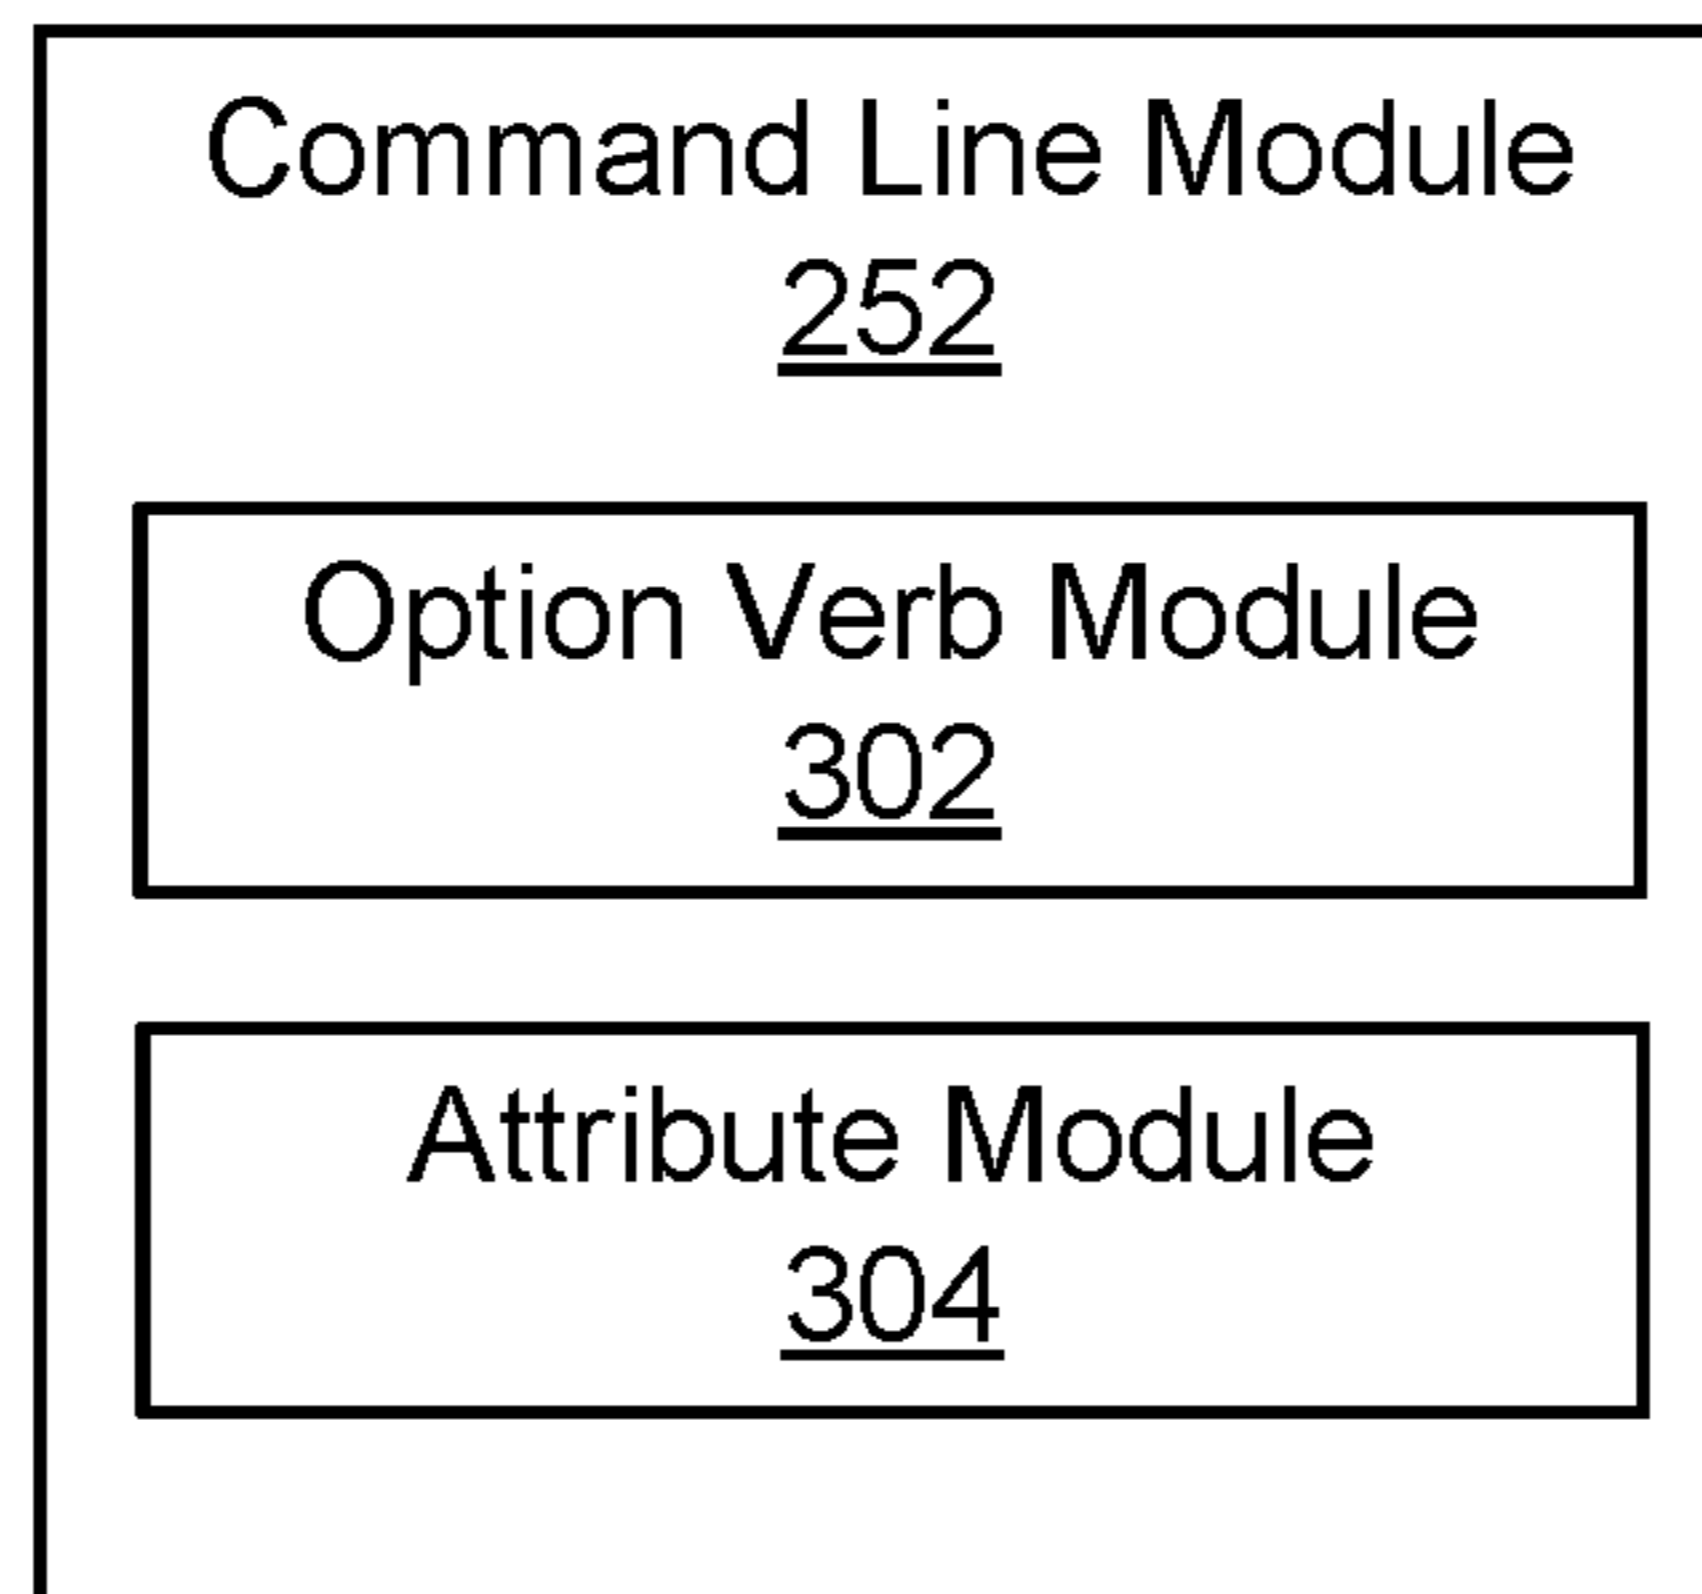 Command Line Module
252
Option Verb Module
302
Attribute Module
304